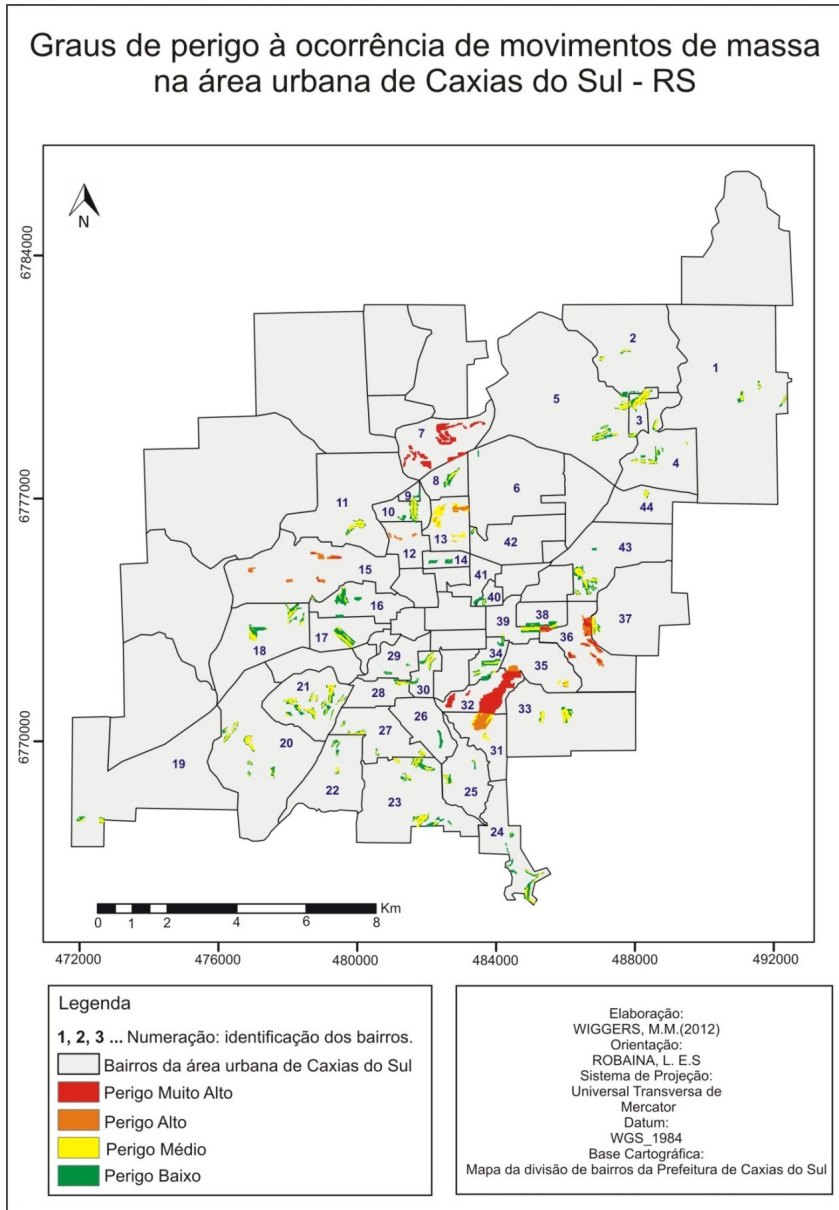 Graus de perigo à ocorrência de movimentos de massa
na área urbana de Caxias do Sul - RS
N
6784000
6777000
6770000
2
1
5
3
7
4
8
6
44
9
11
10
13
42
43
12
14
15
41
16
40
38
37
39
17
36
18
34
29
35
21
28
30
32
33
26
20
27
31
19
22
25
23
24
Km
0 1 2 4 6 8
472000 476000 480000 484000 488000 492000
Legenda
1, 2, 3 ... Numeração: identificação dos bairros.
Bairros da área urbana de Caxias do Sul
Perigo Muito Alto
Perigo Alto
Perigo Médio
Perigo Baixo
Elaboração:
WIGGERS, M.M.(2012)
Orientação:
ROBAINA, L. E.S
Sistema de Projeção:
Universal Transversa de
Mercator
Datum:
WGS_1984
Base Cartográfica:
Mapa da divisão de bairros da Prefeitura de Caxias do Sul